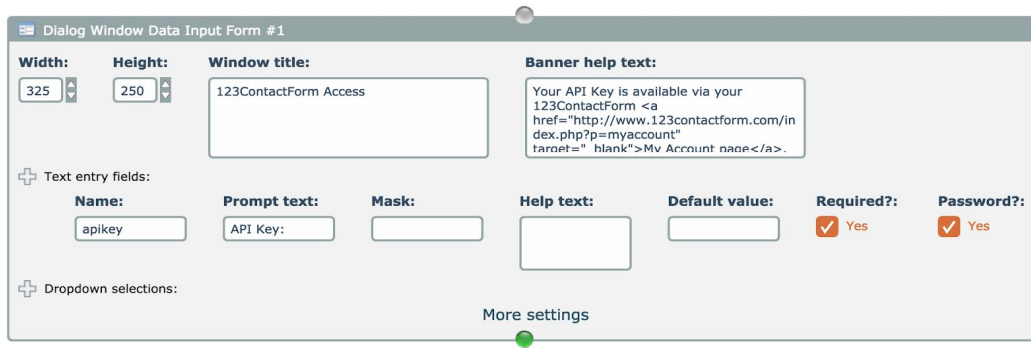 Dialog Window Data Input Form #1
Width: Height: Window title: Banner help text:
325 250 123ContactForm Access
Your API Key is available via your
123ContactForm <a
href="http://www.123contactform.com/in
dex.php?p=myaccount"
target="_blank">My Account page</a>.
Text entry fields:
Name: Prompt text: Mask: Help text: Default value: Required?: Password?:
apikey API Key: Yes Yes
Dropdown selections:
More settings